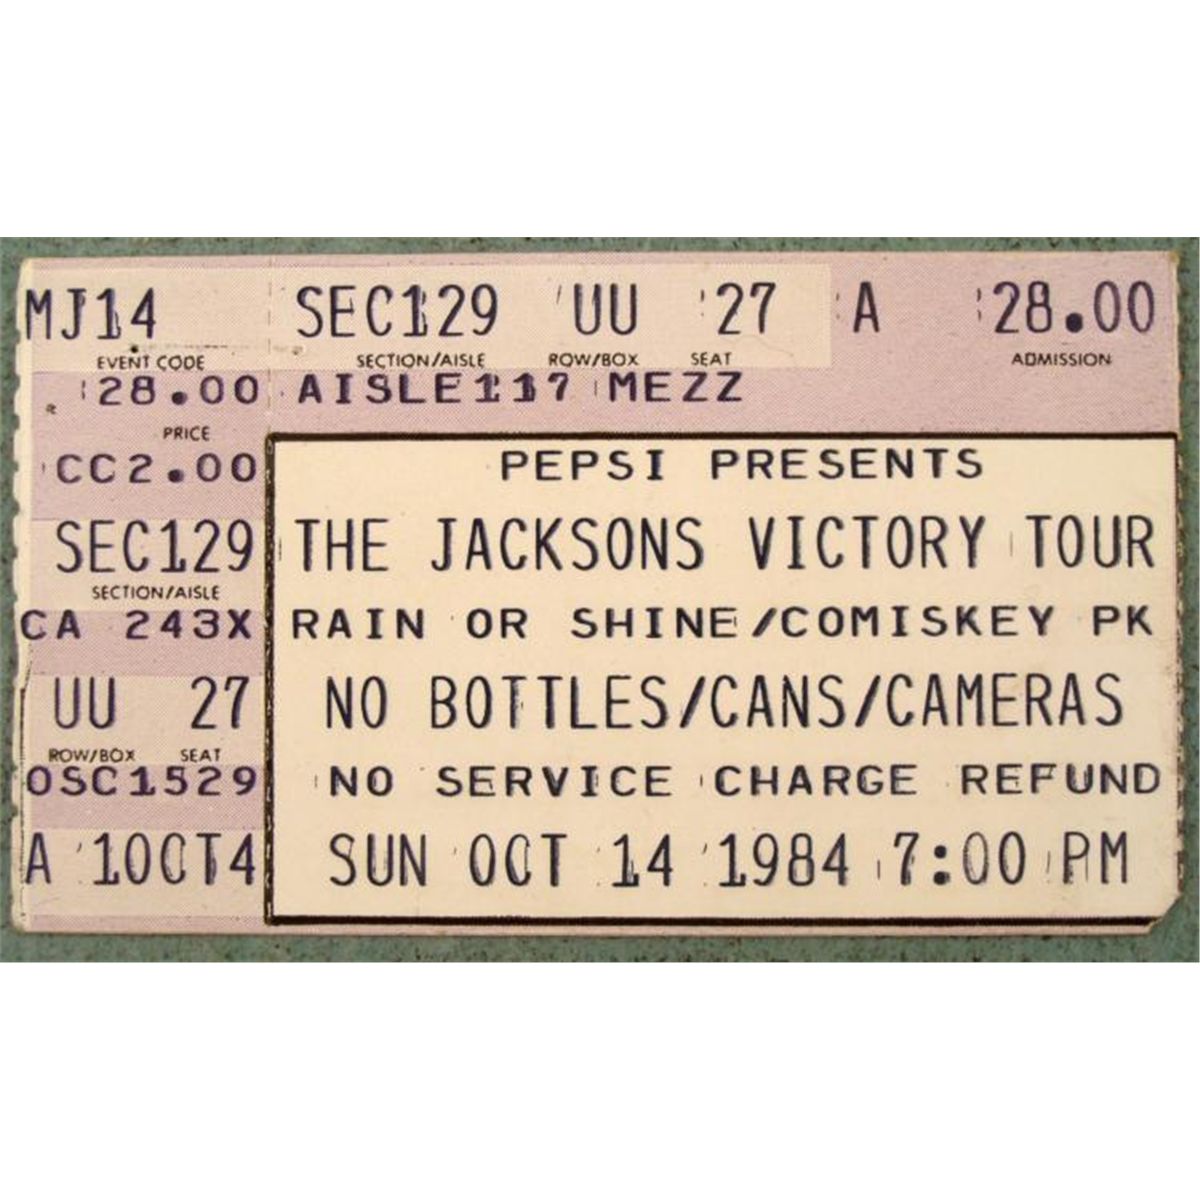 MJ14 SEC129 UU 27 A 28.00
EVENT CODE SECTION/AISLE ROW/BOX SEAT ADMISSION
28.00 AISLE117 MEZZ
PRICE
CC2.00
SEC129
SECTION/AISLE
CA 243X
UU 27
ROW/BOX SEAT
OSC1529
A 10OCT4
PEPSI PRESENTS
THE JACKSONS VICTORY TOUR
RAIN OR SHINE/COMISKEY PK
NO BOTTLES/CANS/CAMERAS
NO SERVICE CHARGE REFUND
SUN OCT 14 1984 7:00 PM